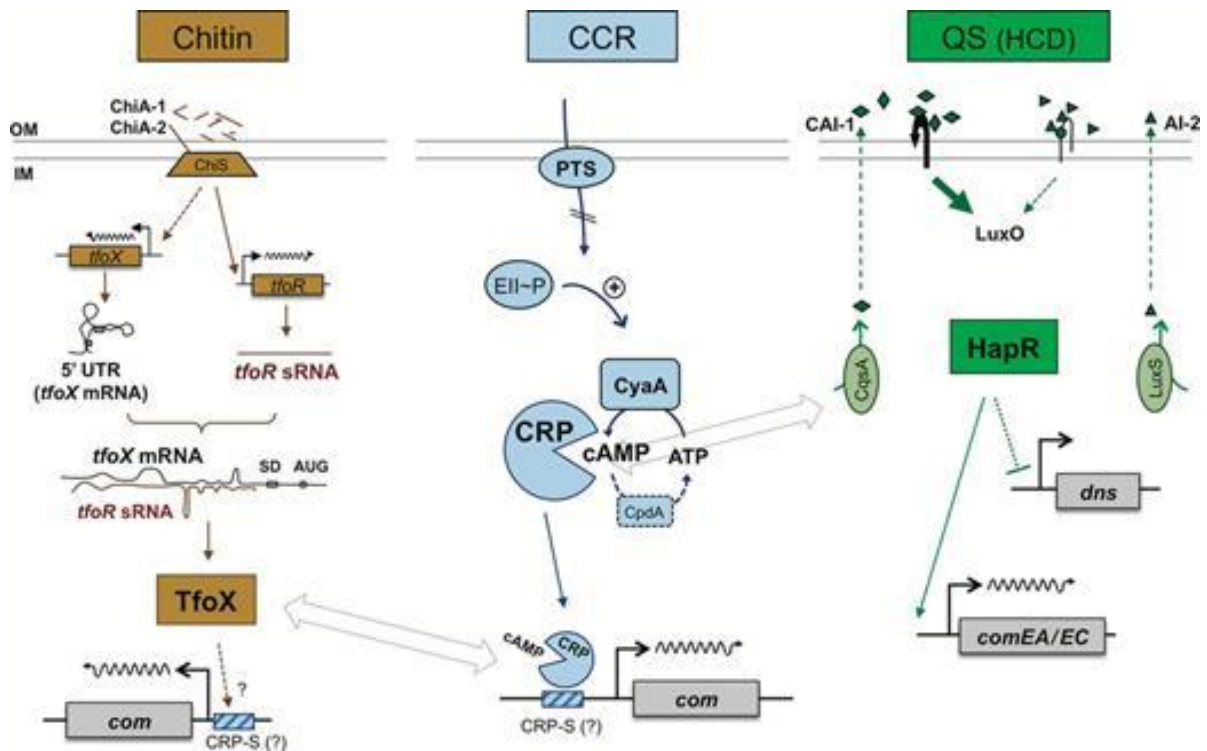 Chitin
CCR
QS (HCD)
ChiA-1
ChiA-2
OM
ChiS
IM
tfoX
tfoR
5' UTR
(tfoX mRNA)
tfoR sRNA
tfoX mRNA
SD
AUG
tfoR sRNA
TfoX
?
com
CRP-S (?)
PTS
EII~P
+
CyaA
CRP
cAMP
ATP
CpdA
cAMP
CRP
com
CRP-S (?)
CAI-1
AI-2
LuxO
CqsA
HapR
LuxS
dns
comEA/EC